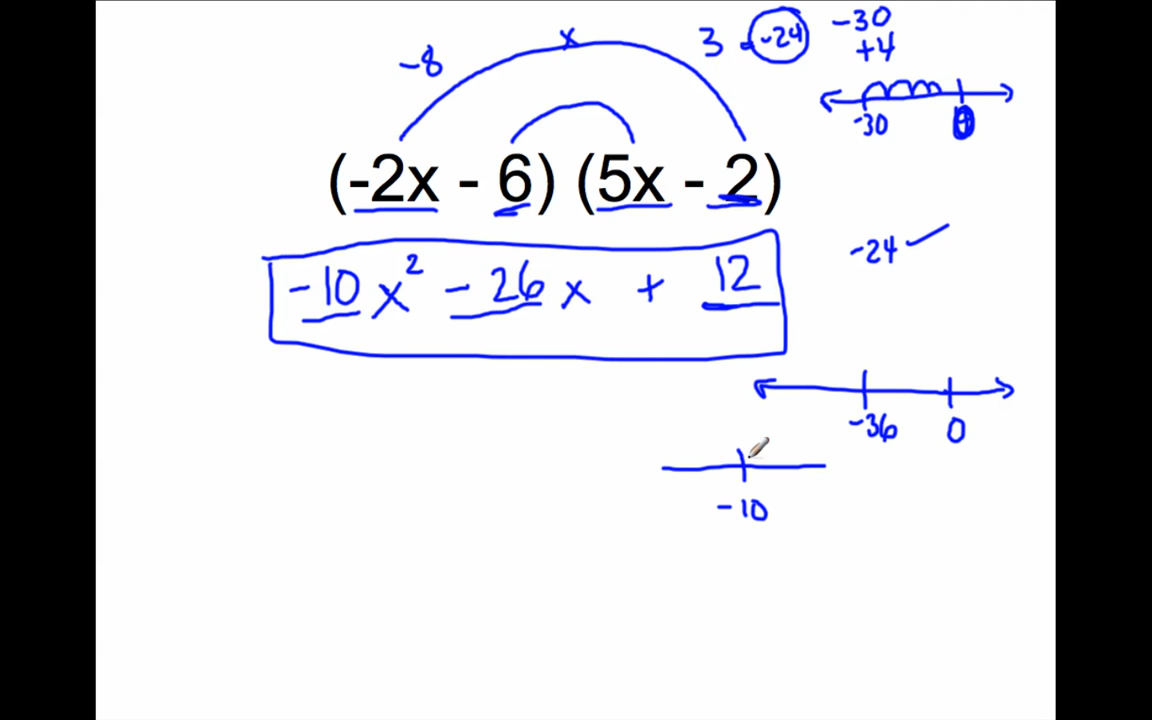 -8 x 3 = -24 -30
+4
-30 0
(-2x - 6) (5x - 2)
-24 ✓
-10x² - 26x + 12
-36 0
-10